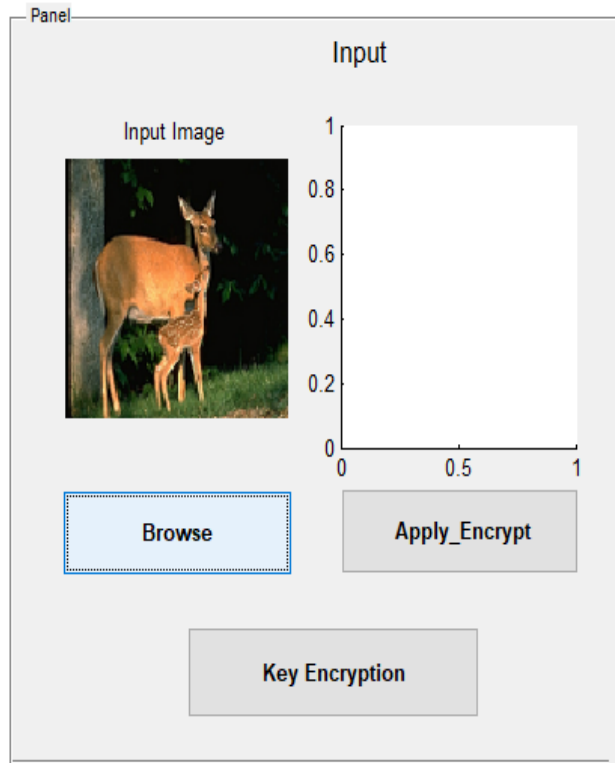 Panel
Input
Input Image
1
0.8
0.6
0.4
0.2
0
0 0.5 1
Browse
Apply_Encrypt
Key Encryption